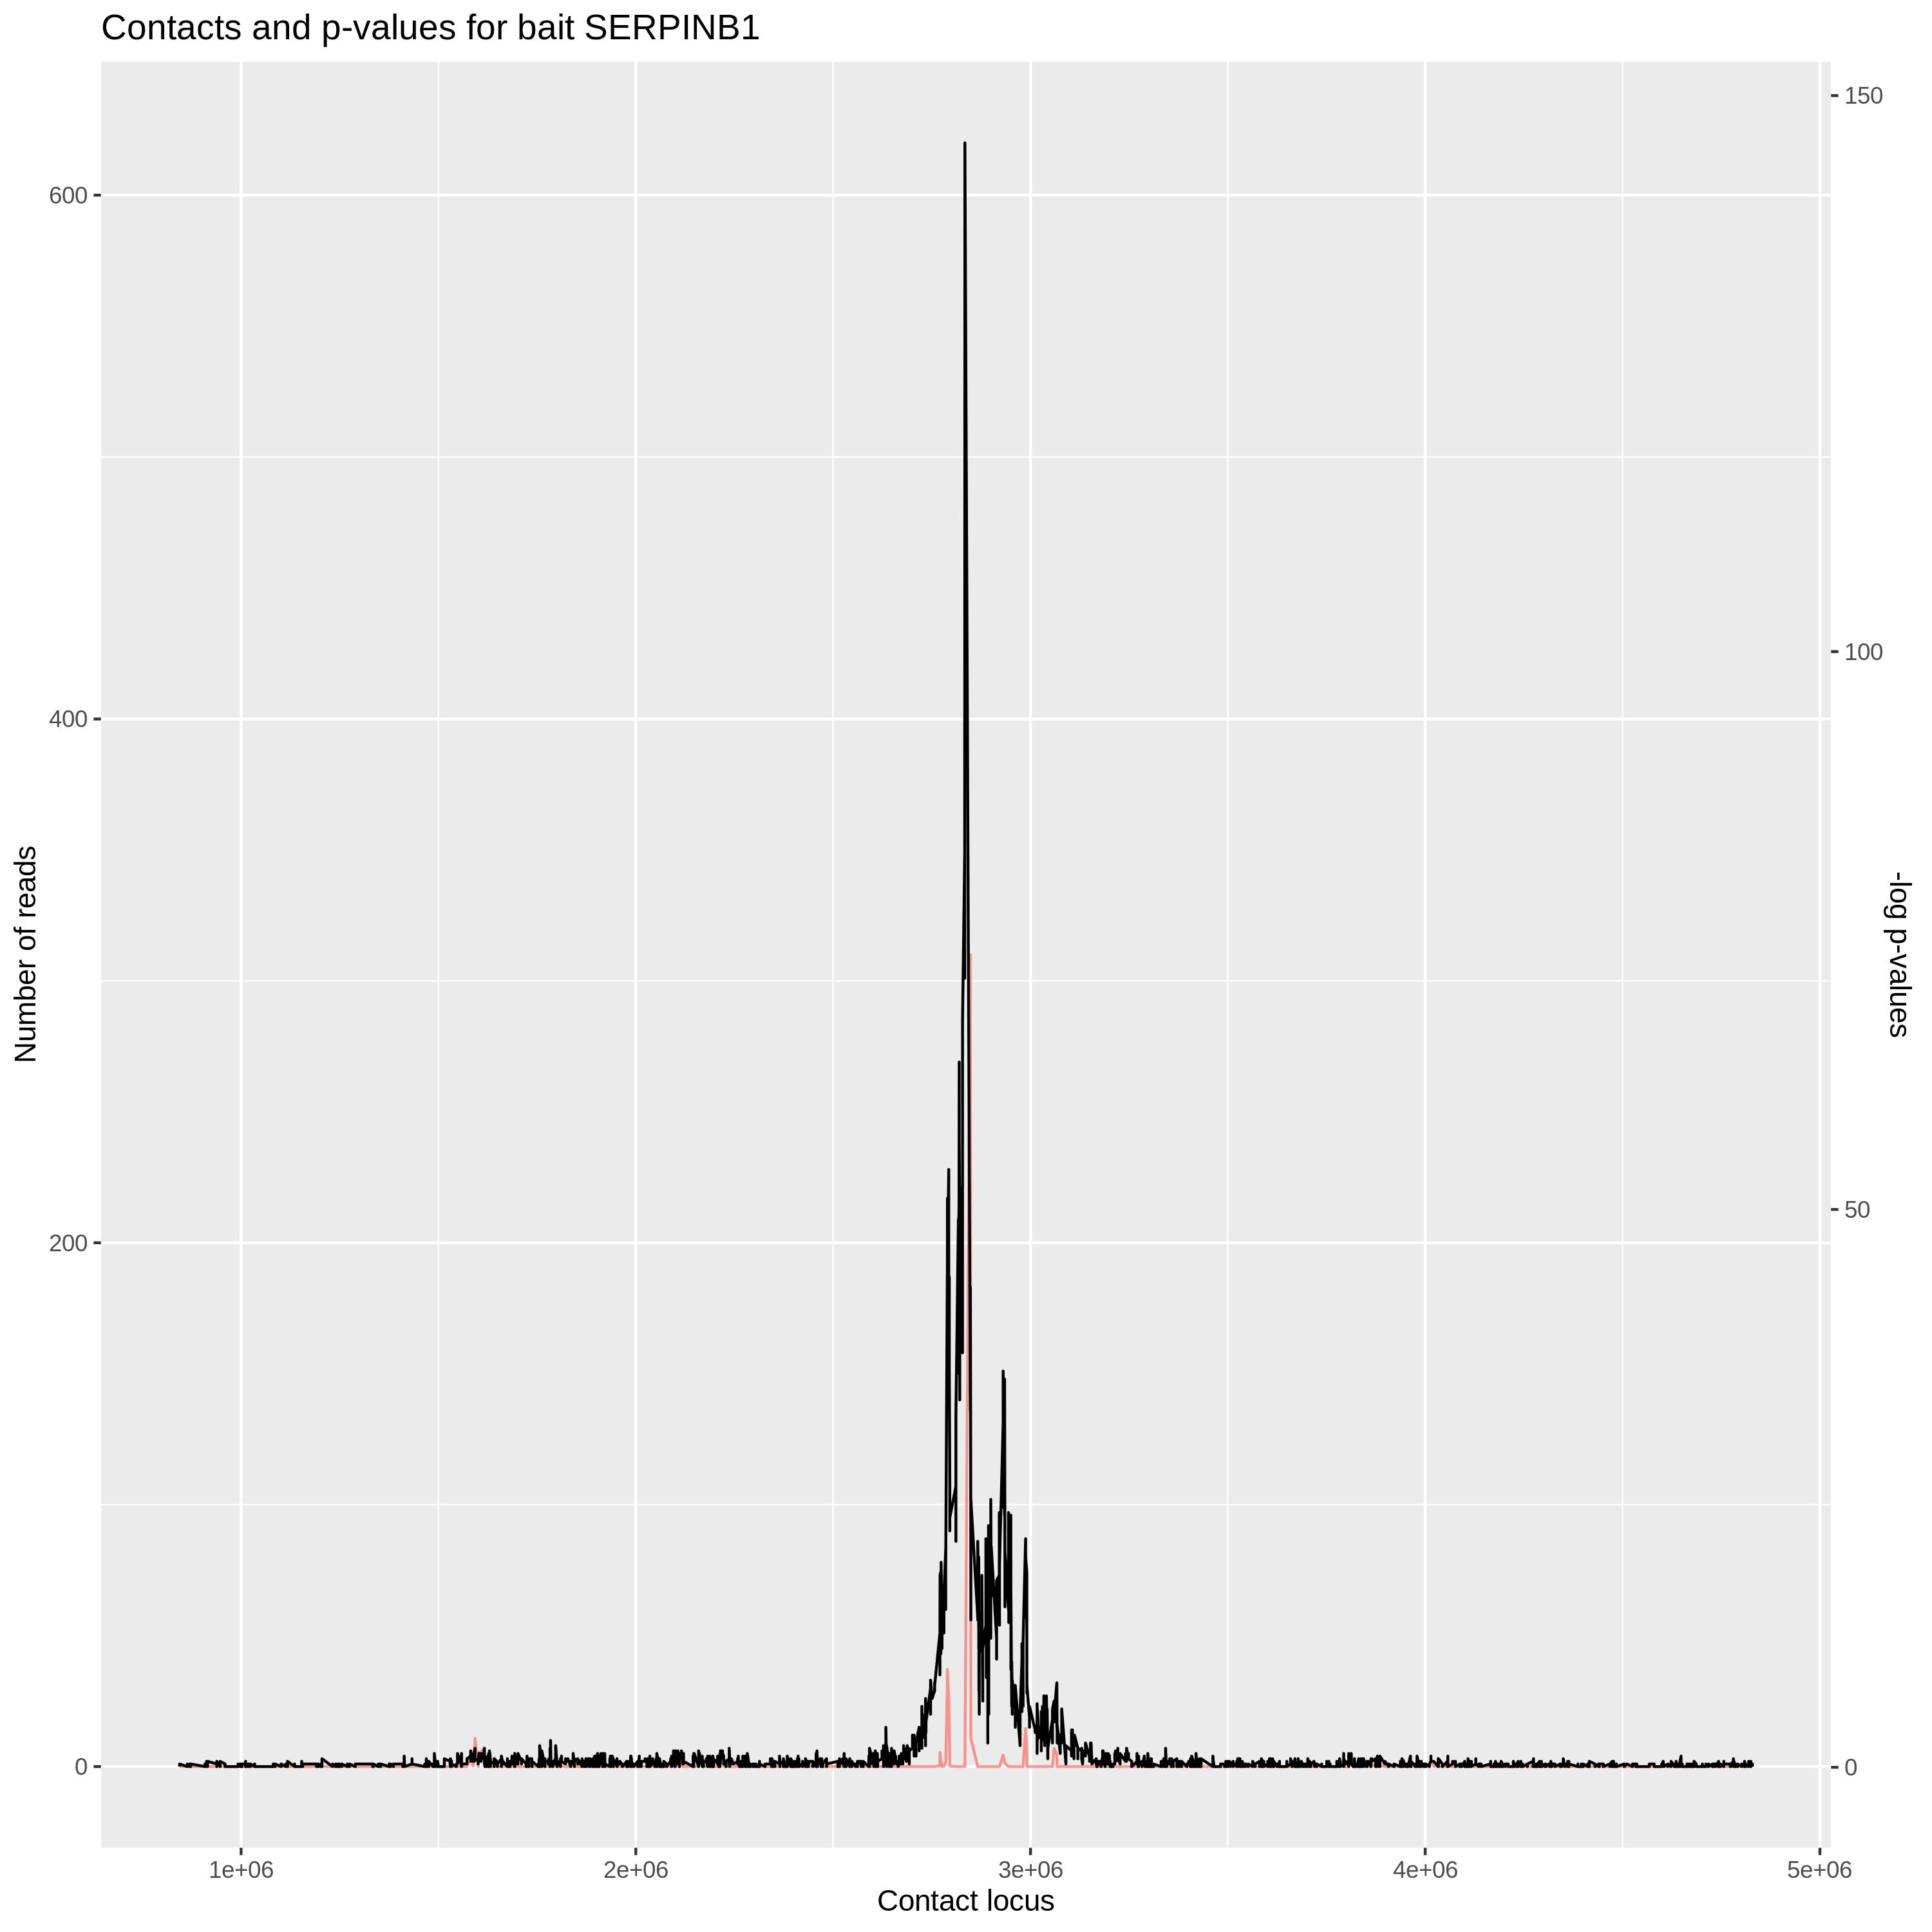 Contacts and p-values for bait SERPINB1
600
400
200
0
Number of reads
150
100
50
0
-log p-values
1e+06 2e+06 3e+06 4e+06 5e+06
Contact locus